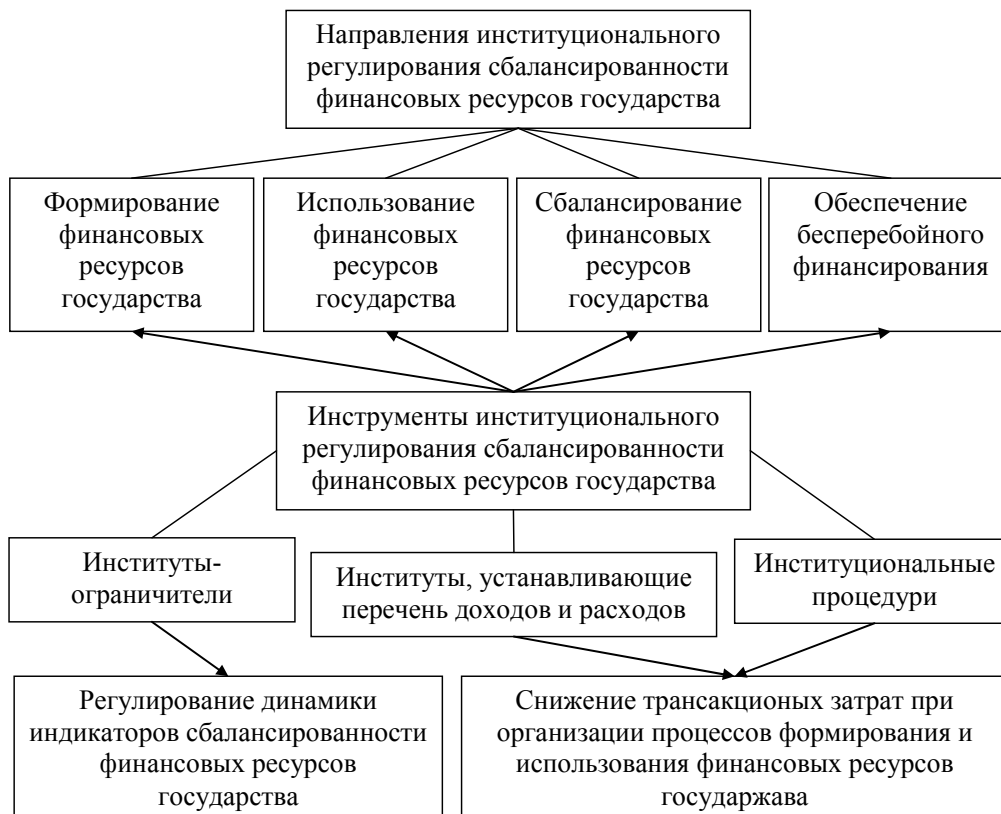 Направления институционального
регулирования сбалансированности
финансовых ресурсов государства
Формирование
финансовых
ресурсов
государства
Использование
финансовых
ресурсов
государства
Сбалансирование
финансовых
ресурсов
государства
Обеспечение
бесперебойного
финансирования
Инструменты институционального
регулирования сбалансированности
финансовых ресурсов государства
Институты-
ограничители
Институты, устанавливающие
перечень доходов и расходов
Институциональные
процедури
Регулирование динамики
индикаторов сбалансированности
финансовых ресурсов
государства
Снижение трансакционых затрат при
организации процессов формирования и
использования финансовых ресурсов
государжава